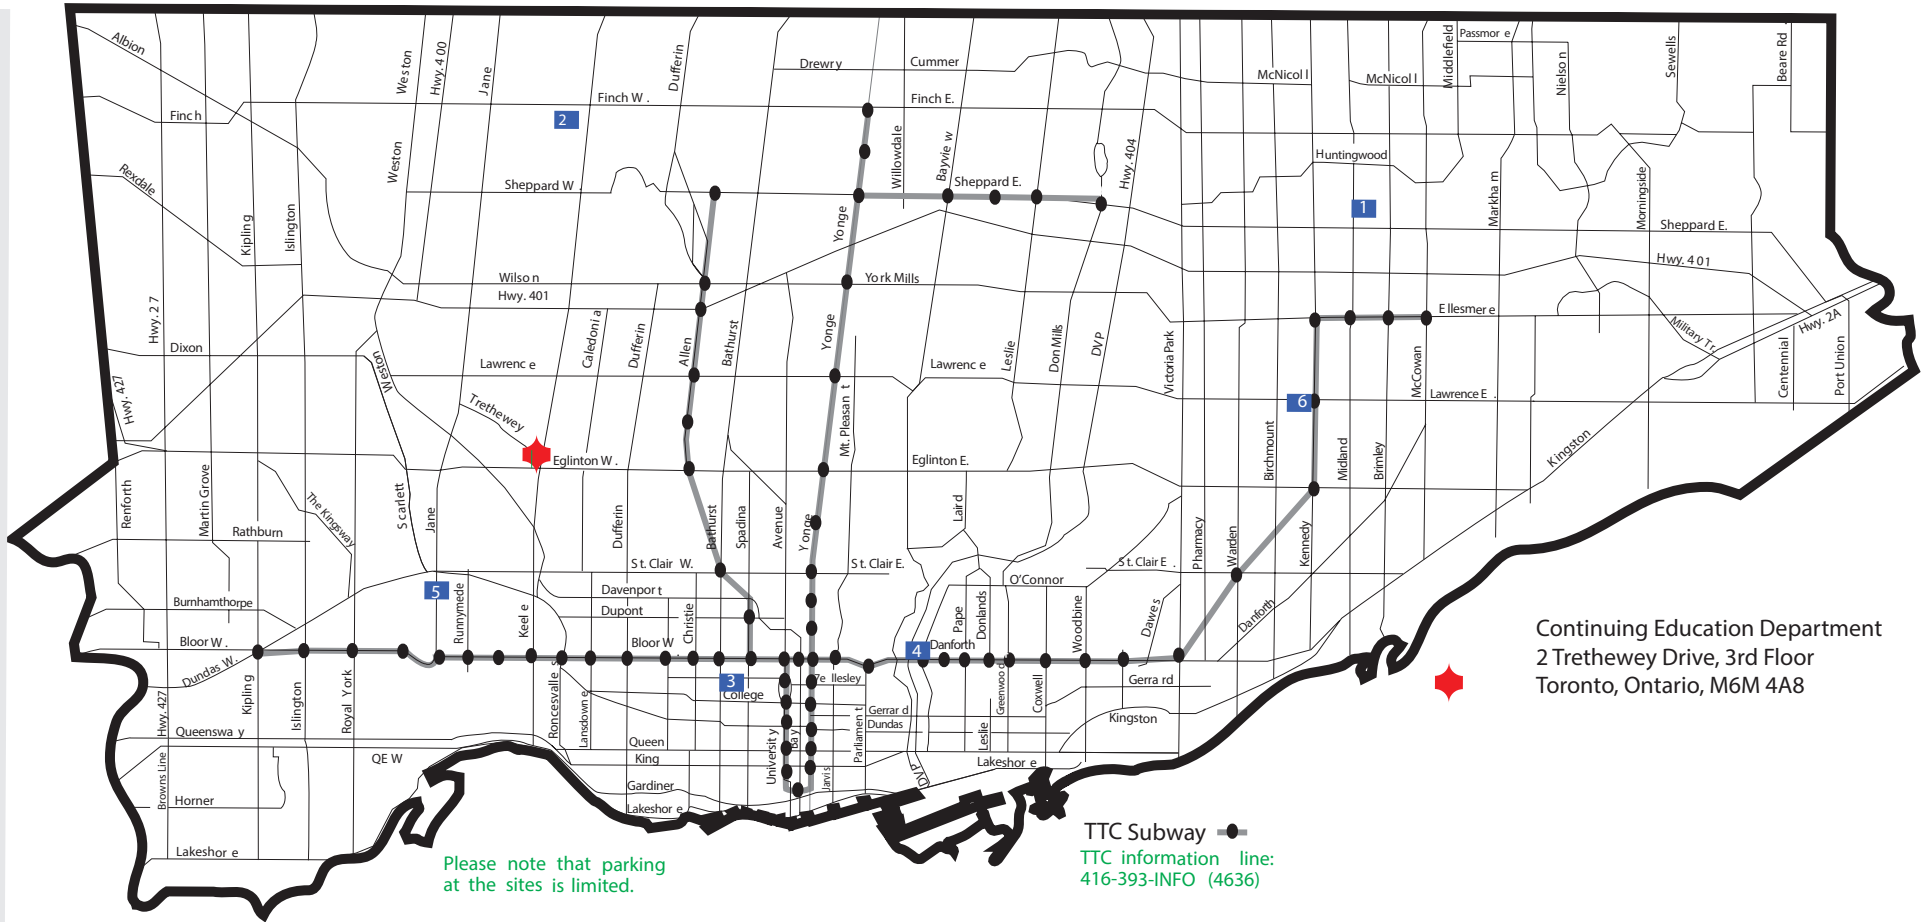 Albion
Weston
Hwy. 400
Jane
Dufferin
Drewry
Cummer
McNicoll
McNicoll
Middlefield
Passmore
Nielson
Sewells
Beare Rd
Finch
Finch W.
2
Finch E.
Willowdale
Bayview
Hwy. 404
Huntingwood
Rexdale
Weston
Sheppard W.
Sheppard E.
1
Markham
Morningside
Sheppard E.
Kipling
Islington
Yonge
Wilson
York Mills
Hwy. 401
Hwy. 401
Hwy. 27
Caledonia
Dufferin
Allen
Bathurst
Yonge
Leslie
Don Mills
DVP
Victoria Park
Ellesmere
Military Tr.
Hwy. 2A
Dixon
Weston
Lawrence
Lawrence
McCowan
Lawrence E.
Centennial
Port Union
Hwy. 427
Trethewey
Mt. Pleasant
6
Eglinton W.
Eglinton E.
Birchmount
Midland
Brimley
Kingston
Renforth
Martin Grove
The Kingsway
Scarlett
Jane
Rathburn
Dufferin
Bathurst
Spadina
Avenue
Yonge
Laird
Pharmacy
Warden
Kennedy
St. Clair W.
St. Clair E.
St. Clair E.
5
Runnymede
Keele
Davenport
Dupont
Christie
O'Connor
Pape
Donlands
Woodbine
Dawes
Danforth
Burnhamthorpe
Bloor W.
Bloor W.
4
Danforth
Dundas W.
Kipling
Islington
Royal York
Roncesvalles
Lansdowne
3
College
Wellesley
Gerrard
Greenwood
Coxwell
Gerrard
Dundas
Kingston
Hwy. 427
Queensway
QEW
Queen
King
University
Bay
Parliament
Leslie
Browns Line
Horner
Gardiner
Lakeshore
Jarvis
DVP
Lakeshore
Lakeshore
Continuing Education Department
2 Trethewey Drive, 3rd Floor
Toronto, Ontario, M6M 4A8
TTC Subway
TTC information line:
416-393-INFO (4636)
Please note that parking
at the sites is limited.